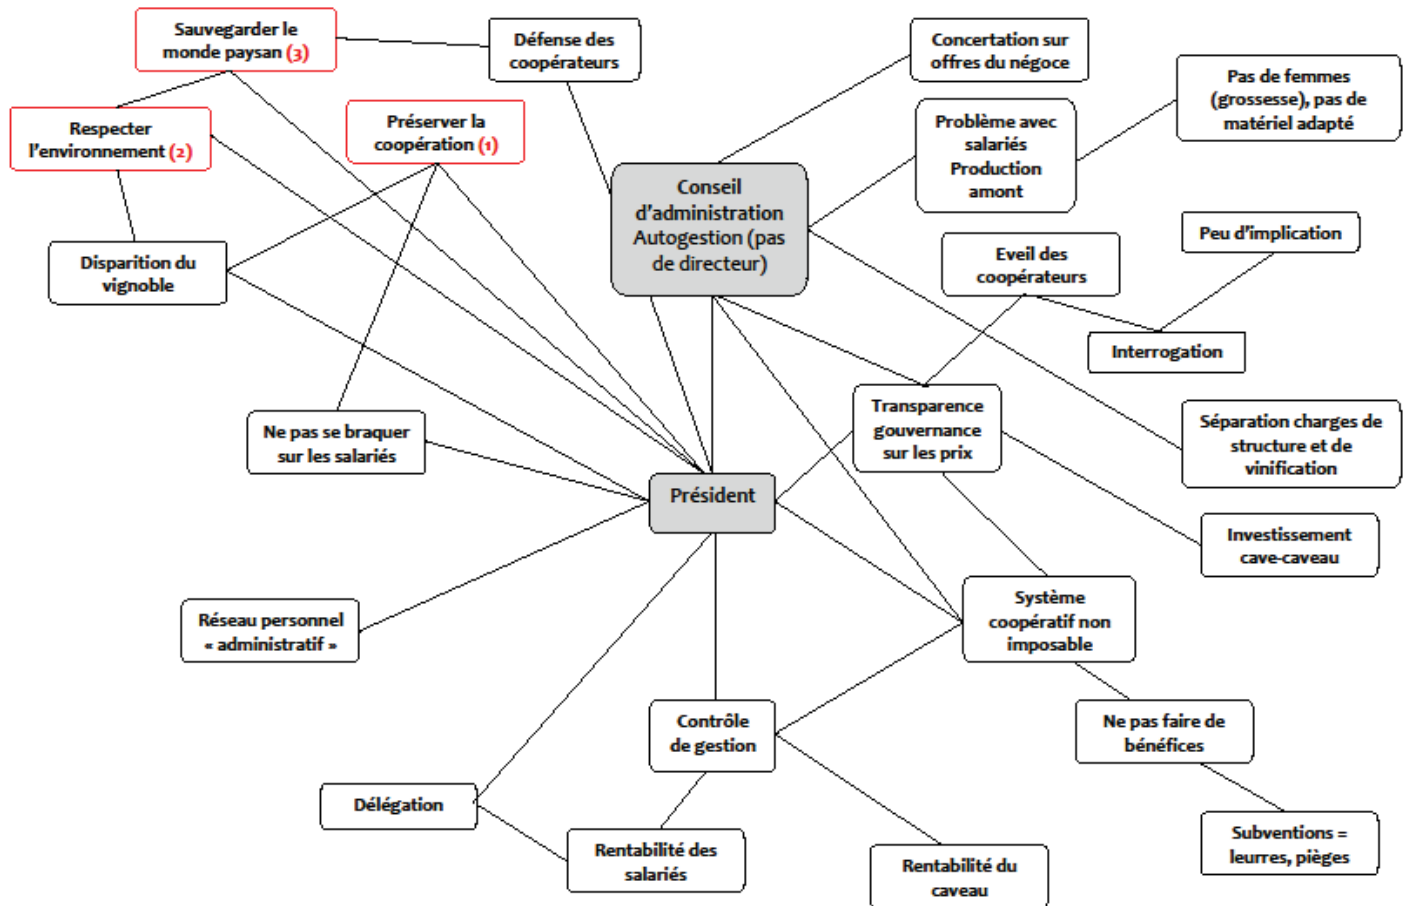 Sauvegarder le
monde paysan (3)
Défense des
coopérateurs
Concertation sur
offres du négoce
Pas de femmes
(grossesse), pas de
matériel adapté
Respecter
l'environnement (2)
Préserver la
coopération (1)
Problème avec
salariés
Production
amont
Conseil
d'administration
Autogestion (pas
de directeur)
Peu d'implication
Eveil des
coopérateurs
Disparition du
vignoble
Interrogation
Transparence
gouvernance
sur les prix
Séparation charges de
structure et de
vinification
Ne pas se braquer
sur les salariés
Président
Investissement
cave-caveau
Réseau personnel
« administratif »
Système
coopératif non
imposable
Contrôle
de gestion
Ne pas faire de
bénéfices
Délégation
Rentabilité des
salariés
Rentabilité du
caveau
Subventions =
leurres, pièges